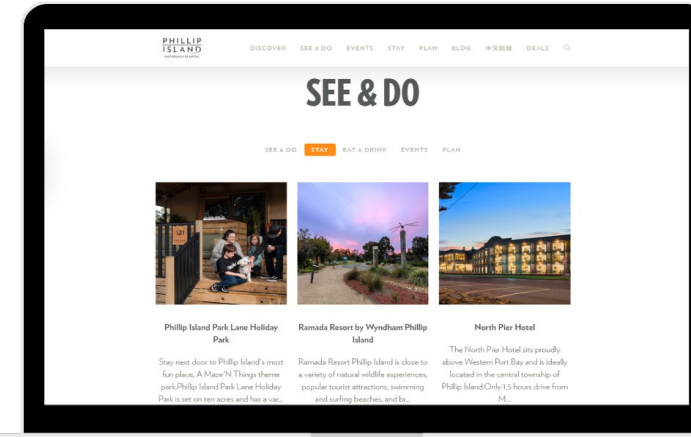 PHILLIP
ISLAND
DISCOVER SEE & DO EVENTS STAY PLAN BLOG DEALS
SEE & DO
SEE & DO STAY EAT & DRINK EVENTS PLAN
121
Phillip Island Park Lane Holiday
Park
Stay next door to Phillip Island's most
fun place, A Maze'N Things theme
park,Phillip Island Park Lane Holiday
Park is set on ten acres and has a var...
Ramada Resort by Wyndham Phillip
Island
Ramada Resort Phillip Island is close to
a variety of natural wildlife experiences,
popular tourist attractions, swimming
and surfing beaches, and br...
North Pier Hotel
The North Pier Hotel sits proudly
above Western Port Bay and is ideally
located in the central township of
Phillip Island.Only 1.5 hours drive from
M...